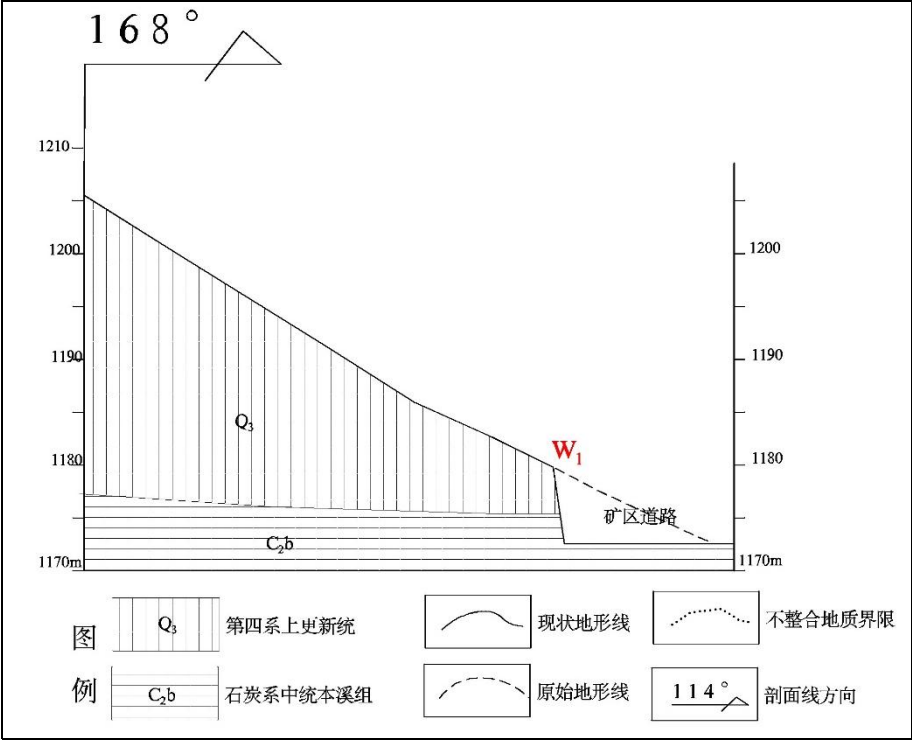 168°
1210
1200
1200
1190
1190
Q₃
1180
W₁
1180
矿区道路
C₂b
1170m
1170m
图例
Q₃ 第四系上更新统
现状地形线
不整合地质界限
C₂b 石炭系中统本溪组
原始地形线
114° 剖面线方向